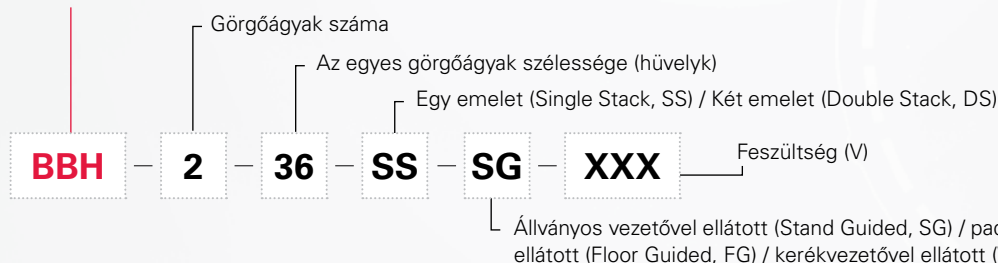 Görgőágyak száma
Az egyes görgőágyak szélessége (hüvelyk)
Egy emelet (Single Stack, SS) / Két emelet (Double Stack, DS)
BBH – 2 – 36 – SS – SG – XXX
Feszültség (V)
Állványos vezetővel ellátott (Stand Guided, SG) /
ellátott (Floor Guided, FG) / kerékvezetővel ellátott